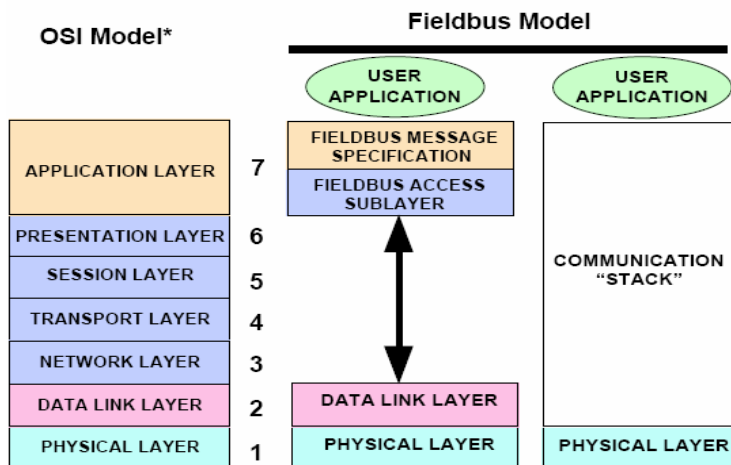 OSI Model*
Fieldbus Model
USER
APPLICATION
USER
APPLICATION
APPLICATION LAYER
7
FIELDBUS MESSAGE
SPECIFICATION
FIELDBUS ACCESS
SUBLAYER
PRESENTATION LAYER
6
SESSION LAYER
5
TRANSPORT LAYER
4
NETWORK LAYER
3
DATA LINK LAYER
2
DATA LINK LAYER
COMMUNICATION
“STACK”
PHYSICAL LAYER
1
PHYSICAL LAYER
PHYSICAL LAYER